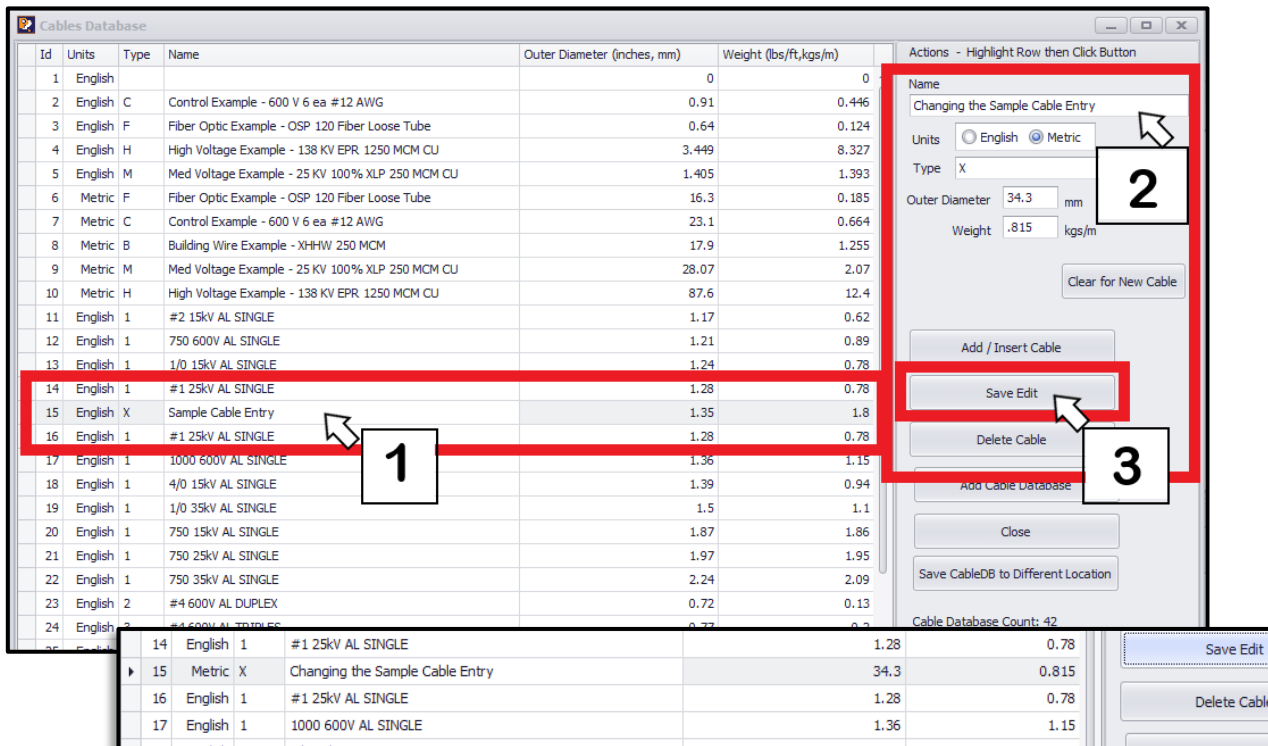 Cables Database
Id Units Type Name Outer Diameter (inches, mm) Weight (lbs/ft,kgs/m) Actions - Highlight Row then Click Button
1 English 0 0
2 English C Control Example - 600 V 6 ea #12 AWG 0.91 0.446
3 English F Fiber Optic Example - OSP 120 Fiber Loose Tube 0.64 0.124
4 English H High Voltage Example - 138 KV EPR 1250 MCM CU 3.449 8.327
5 English M Med Voltage Example - 25 KV 100% XLP 250 MCM CU 1.405 1.393
6 Metric F Fiber Optic Example - OSP 120 Fiber Loose Tube 16.3 0.185
7 Metric C Control Example - 600 V 6 ea #12 AWG 23.1 0.664
8 Metric B Building Wire Example - XHHW 250 MCM 17.9 1.255
9 Metric M Med Voltage Example - 25 KV 100% XLP 250 MCM CU 28.07 2.07
10 Metric H High Voltage Example - 138 KV EPR 1250 MCM CU 87.6 12.4
11 English 1 #2 15kV AL SINGLE 1.17 0.62
12 English 1 750 600V AL SINGLE 1.21 0.89
13 English 1 1/0 15kV AL SINGLE 1.24 0.78
14 English 1 #1 25kV AL SINGLE 1.28 0.78
15 English X Sample Cable Entry 1.35 1.8
16 English 1 #1 25kV AL SINGLE 1.28 0.78
17 English 1 1000 600V AL SINGLE 1.36 1.15
18 English 1 4/0 15kV AL SINGLE 1.39 0.94
19 English 1 1/0 35kV AL SINGLE 1.5 1.1
20 English 1 750 15kV AL SINGLE 1.87 1.86
21 English 1 750 25kV AL SINGLE 1.97 1.95
22 English 1 750 35kV AL SINGLE 2.24 2.09
23 English 2 #4 600V AL DUPLEX 0.72 0.13
24 English
1
Name
Changing the Sample Cable Entry
Units English Metric
Type X
Outer Diameter 34.3 mm
Weight .815 kgs/m
2
Clear for New Cable
Add / Insert Cable
Save Edit
Delete Cable
3
Add Cable Database
Close
Save CableDB to Different Location
Cable Database Count: 42
14 English 1 #1 25kV AL SINGLE 1.28 0.78 Save Edit
15 Metric X Changing the Sample Cable Entry 34.3 0.815
16 English 1 #1 25kV AL SINGLE 1.28 0.78 Delete Cable
17 English 1 1000 600V AL SINGLE 1.36 1.15